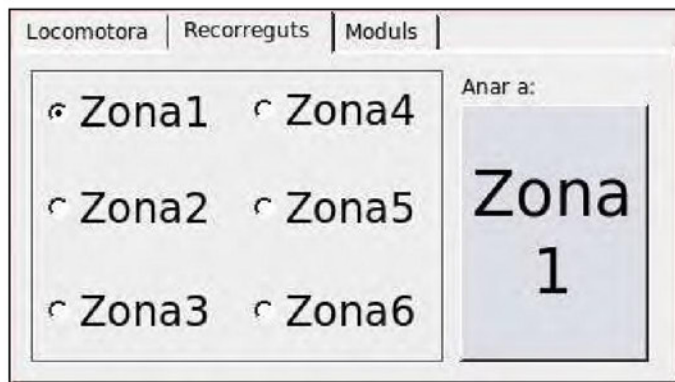 Locomotora Recorreguts Moduls
Anar a:
Zona1 Zona4
Zona2 Zona5
Zona3 Zona6
Zona
1